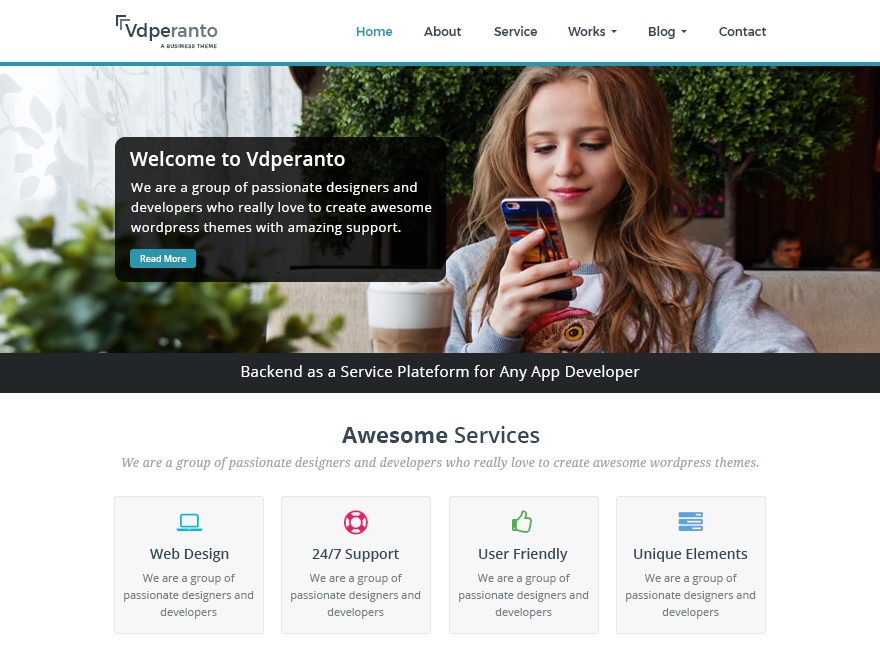 Vdperanto
A BUSINESS THEME
Home About Service Works Blog Contact
Welcome to Vdperanto
We are a group of passionate designers and
developers who really love to create awesome
wordpress themes with amazing support.
Read More
Backend as a Service Plateform for Any App Developer
Awesome Services
We are a group of passionate designers and developers who really love to create awesome wordpress themes.
Web Design
We are a group of
passionate designers and
developers
24/7 Support
We are a group of
passionate designers and
developers
User Friendly
We are a group of
passionate designers and
developers
Unique Elements
We are a group of
passionate designers and
developers